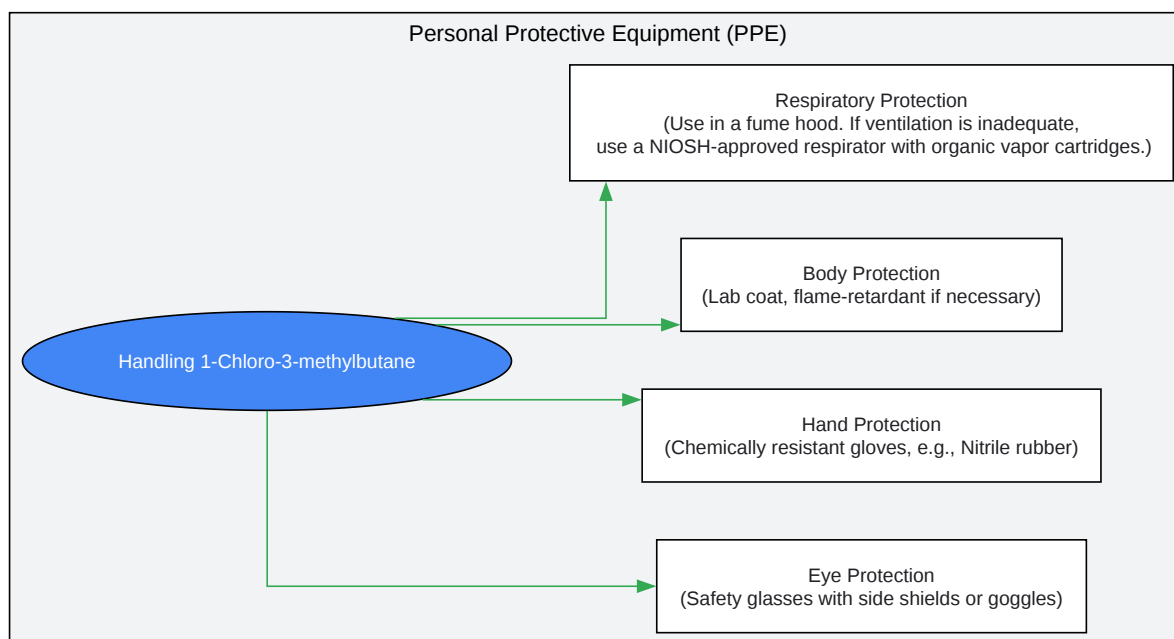 Personal Protective Equipment (PPE)
Respiratory Protection
(Use in a fume hood. If ventilation is inadequate,
use a NIOSH-approved respirator with organic vapor cartridges.)
Body Protection
(Lab coat, flame-retardant if necessary)
Handling 1-Chloro-3-methylbutane
Hand Protection
(Chemically resistant gloves, e.g., Nitrile rubber)
Eye Protection
(Safety glasses with side shields or goggles)